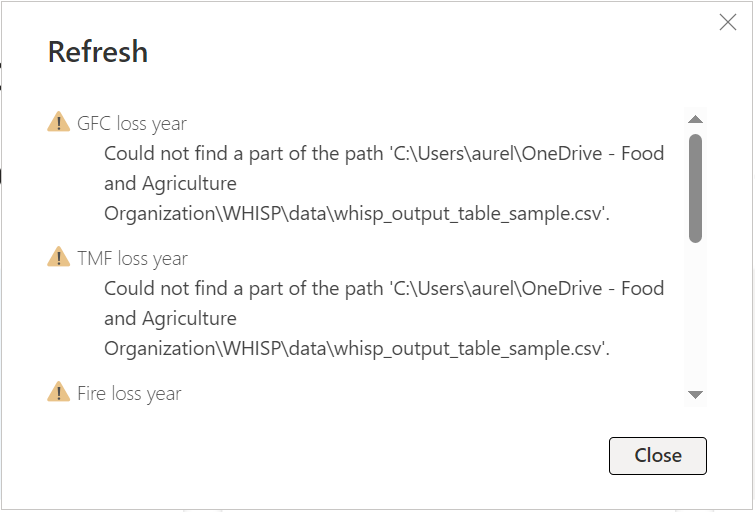 Refresh
GFC loss year
Could not find a part of the path 'C:\Users\aurel\OneDrive - Food
and Agriculture
Organization\WHISP\data\whisp_output_table_sample.csv'.
TMF loss year
Could not find a part of the path 'C:\Users\aurel\OneDrive - Food
and Agriculture
Organization\WHISP\data\whisp_output_table_sample.csv'.
Fire loss year
Close